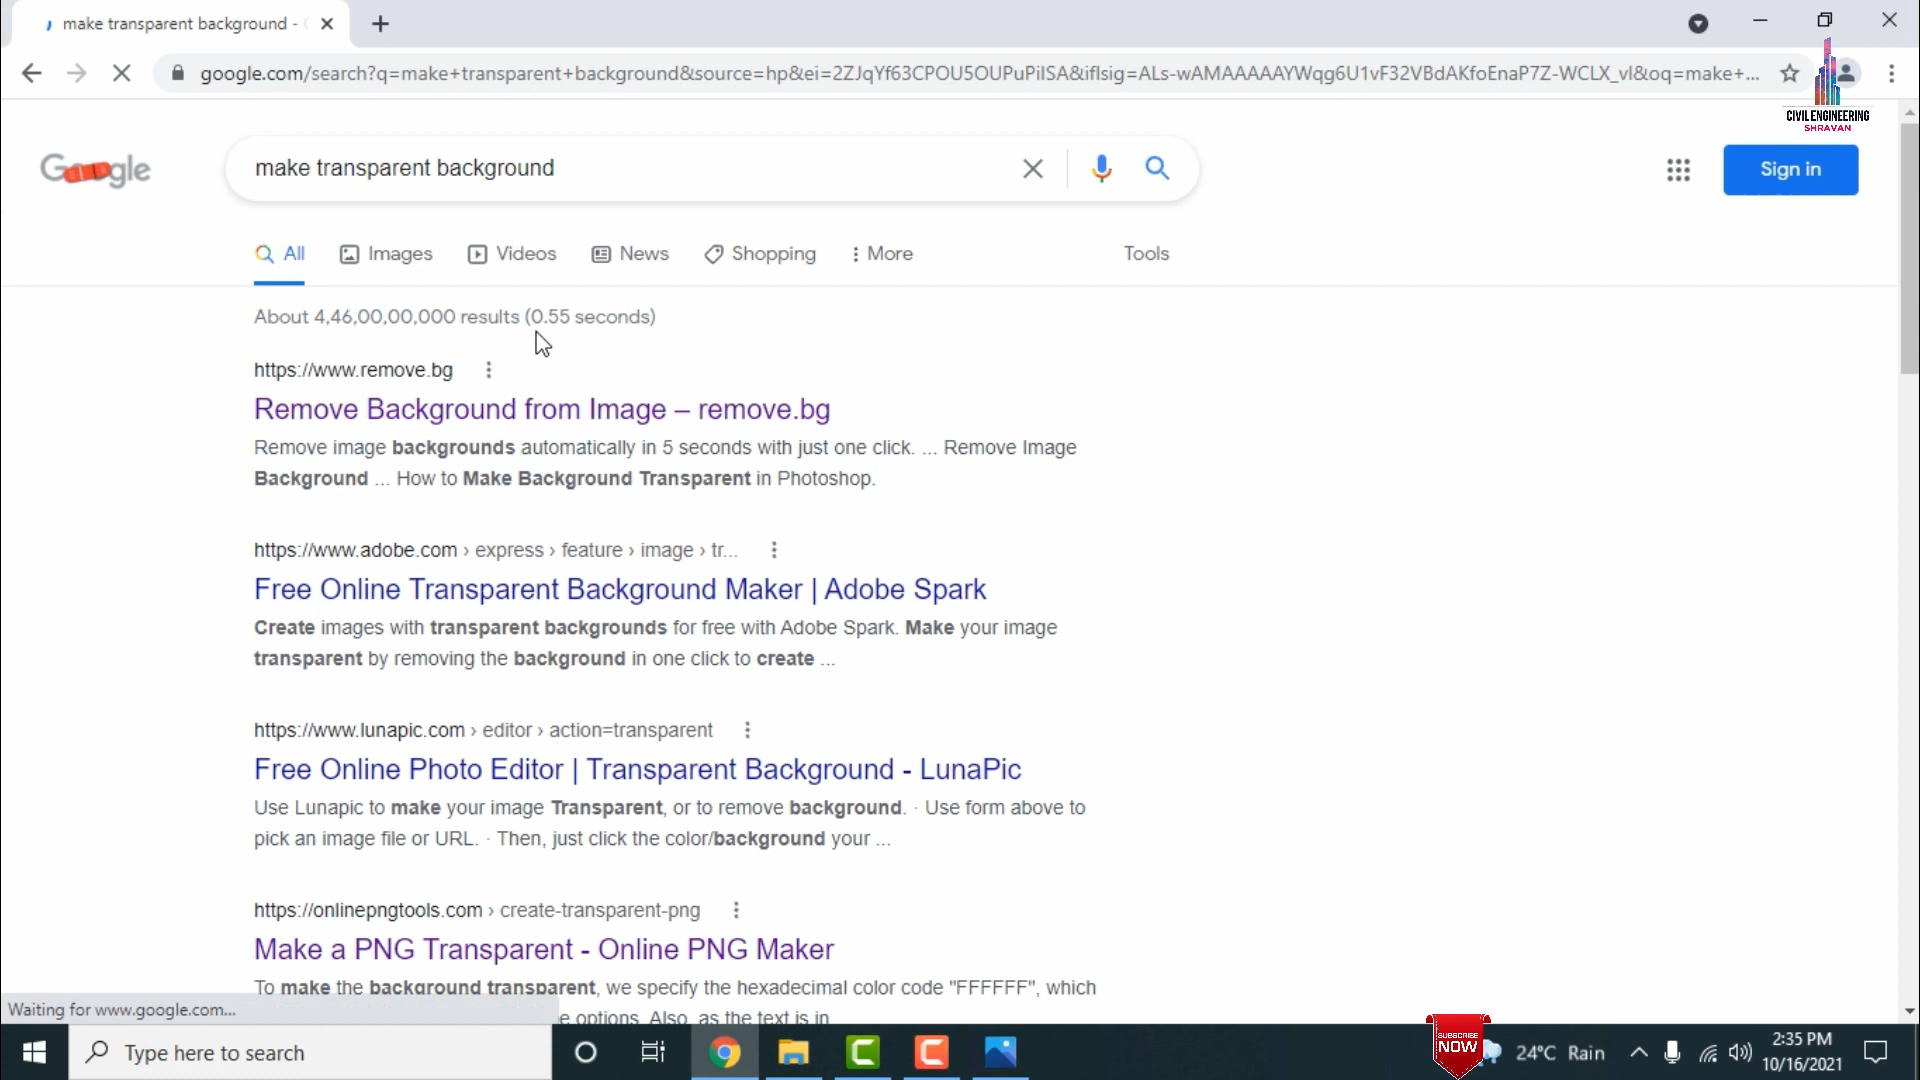 make transparent background -
google.com/search?q=make+transparent+background&source=hp&ei=2ZJqYf63CPOU5OUPuPiISA&iflsig=ALs-wAMAAAAAYWqg6U1vF32VBdAKfoEnaP7Z-WCLX_vl&oq=make+...
CIVIL ENGINEERING
SHRAVAN
Google
make transparent background
Sign in
All Images Videos News Shopping More Tools
About 4,46,00,00,000 results (0.55 seconds)
https://www.remove.bg
Remove Background from Image – remove.bg
Remove image backgrounds automatically in 5 seconds with just one click. ... Remove Image
Background ... How to Make Background Transparent in Photoshop.
https://www.adobe.com › express › feature › image › tr...
Free Online Transparent Background Maker | Adobe Spark
Create images with transparent backgrounds for free with Adobe Spark. Make your image
transparent by removing the background in one click to create ...
https://www.lunapic.com › editor › action=transparent
Free Online Photo Editor | Transparent Background - LunaPic
Use Lunapic to make your image Transparent, or to remove background. · Use form above to
pick an image file or URL. · Then, just click the color/background your ...
https://onlinepngtools.com › create-transparent-png
Make a PNG Transparent - Online PNG Maker
To make the background transparent, we specify the hexadecimal color code "FFFFFF", which
e options. Also, as the text is in
Waiting for www.google.com...
Type here to search
SUBSCRIBE
NOW
24°C Rain
2:35 PM
10/16/2021